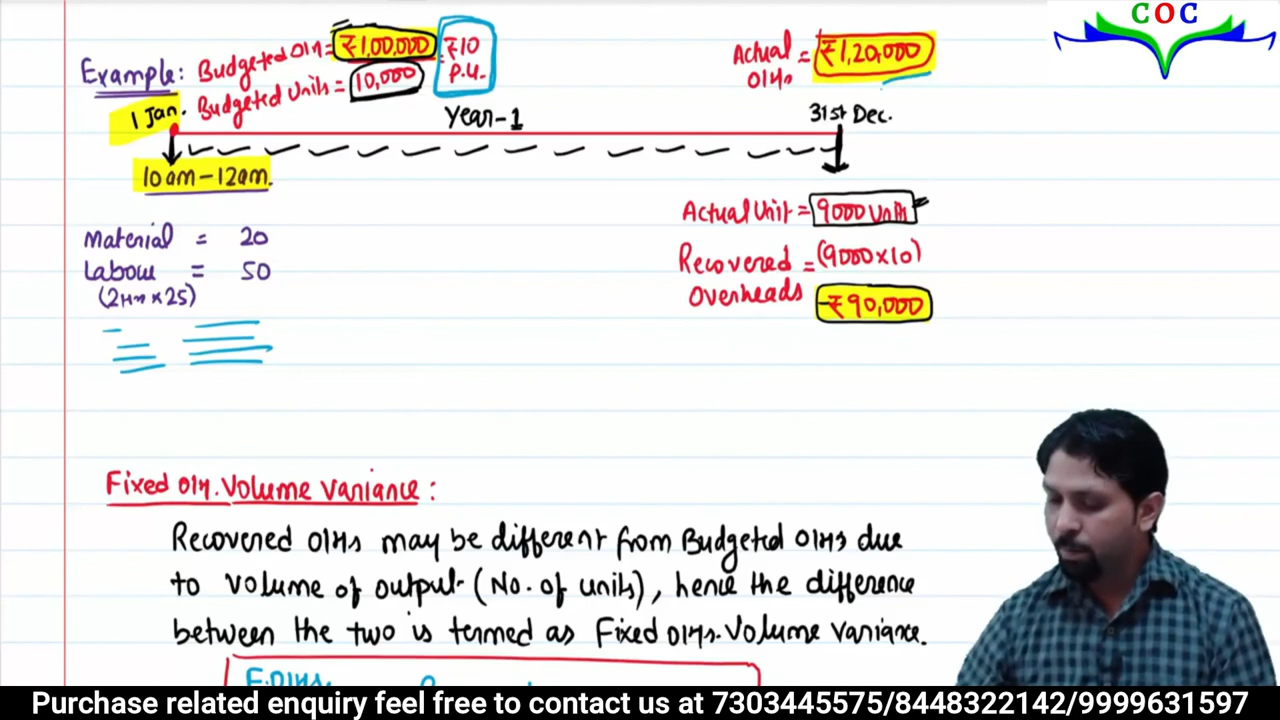 COC
Example: Budgeted O/Hs = ₹1,00,000 = ₹10 P.U.
Budgeted Units = 10,000
Actual O/Hs = ₹1,20,000
1 Jan. Year-1 31st Dec.
10am-12am.
Actual Unit = 9000 Units
Material = 20
Recovered Overheads = (9000×10)
Labour = 50
(2Hrs×25)
₹90,000
Fixed O/H. Volume Variance:
Recovered O/Hs may be different from Budgeted O/Hs due
to volume of output (No. of units), hence the difference
between the two is termed as Fixed O/Hs. Volume Variance.
Purchase related enquiry feel free to contact us at 7303445575/8448322142/9999631597